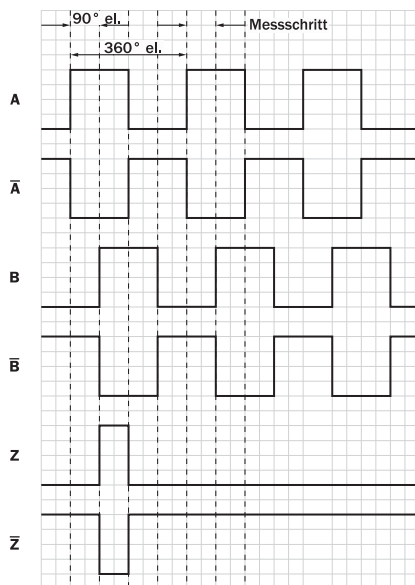 90° el.
Messschritt
360° el.
A
A̅
B
B̅
Z
Z̅